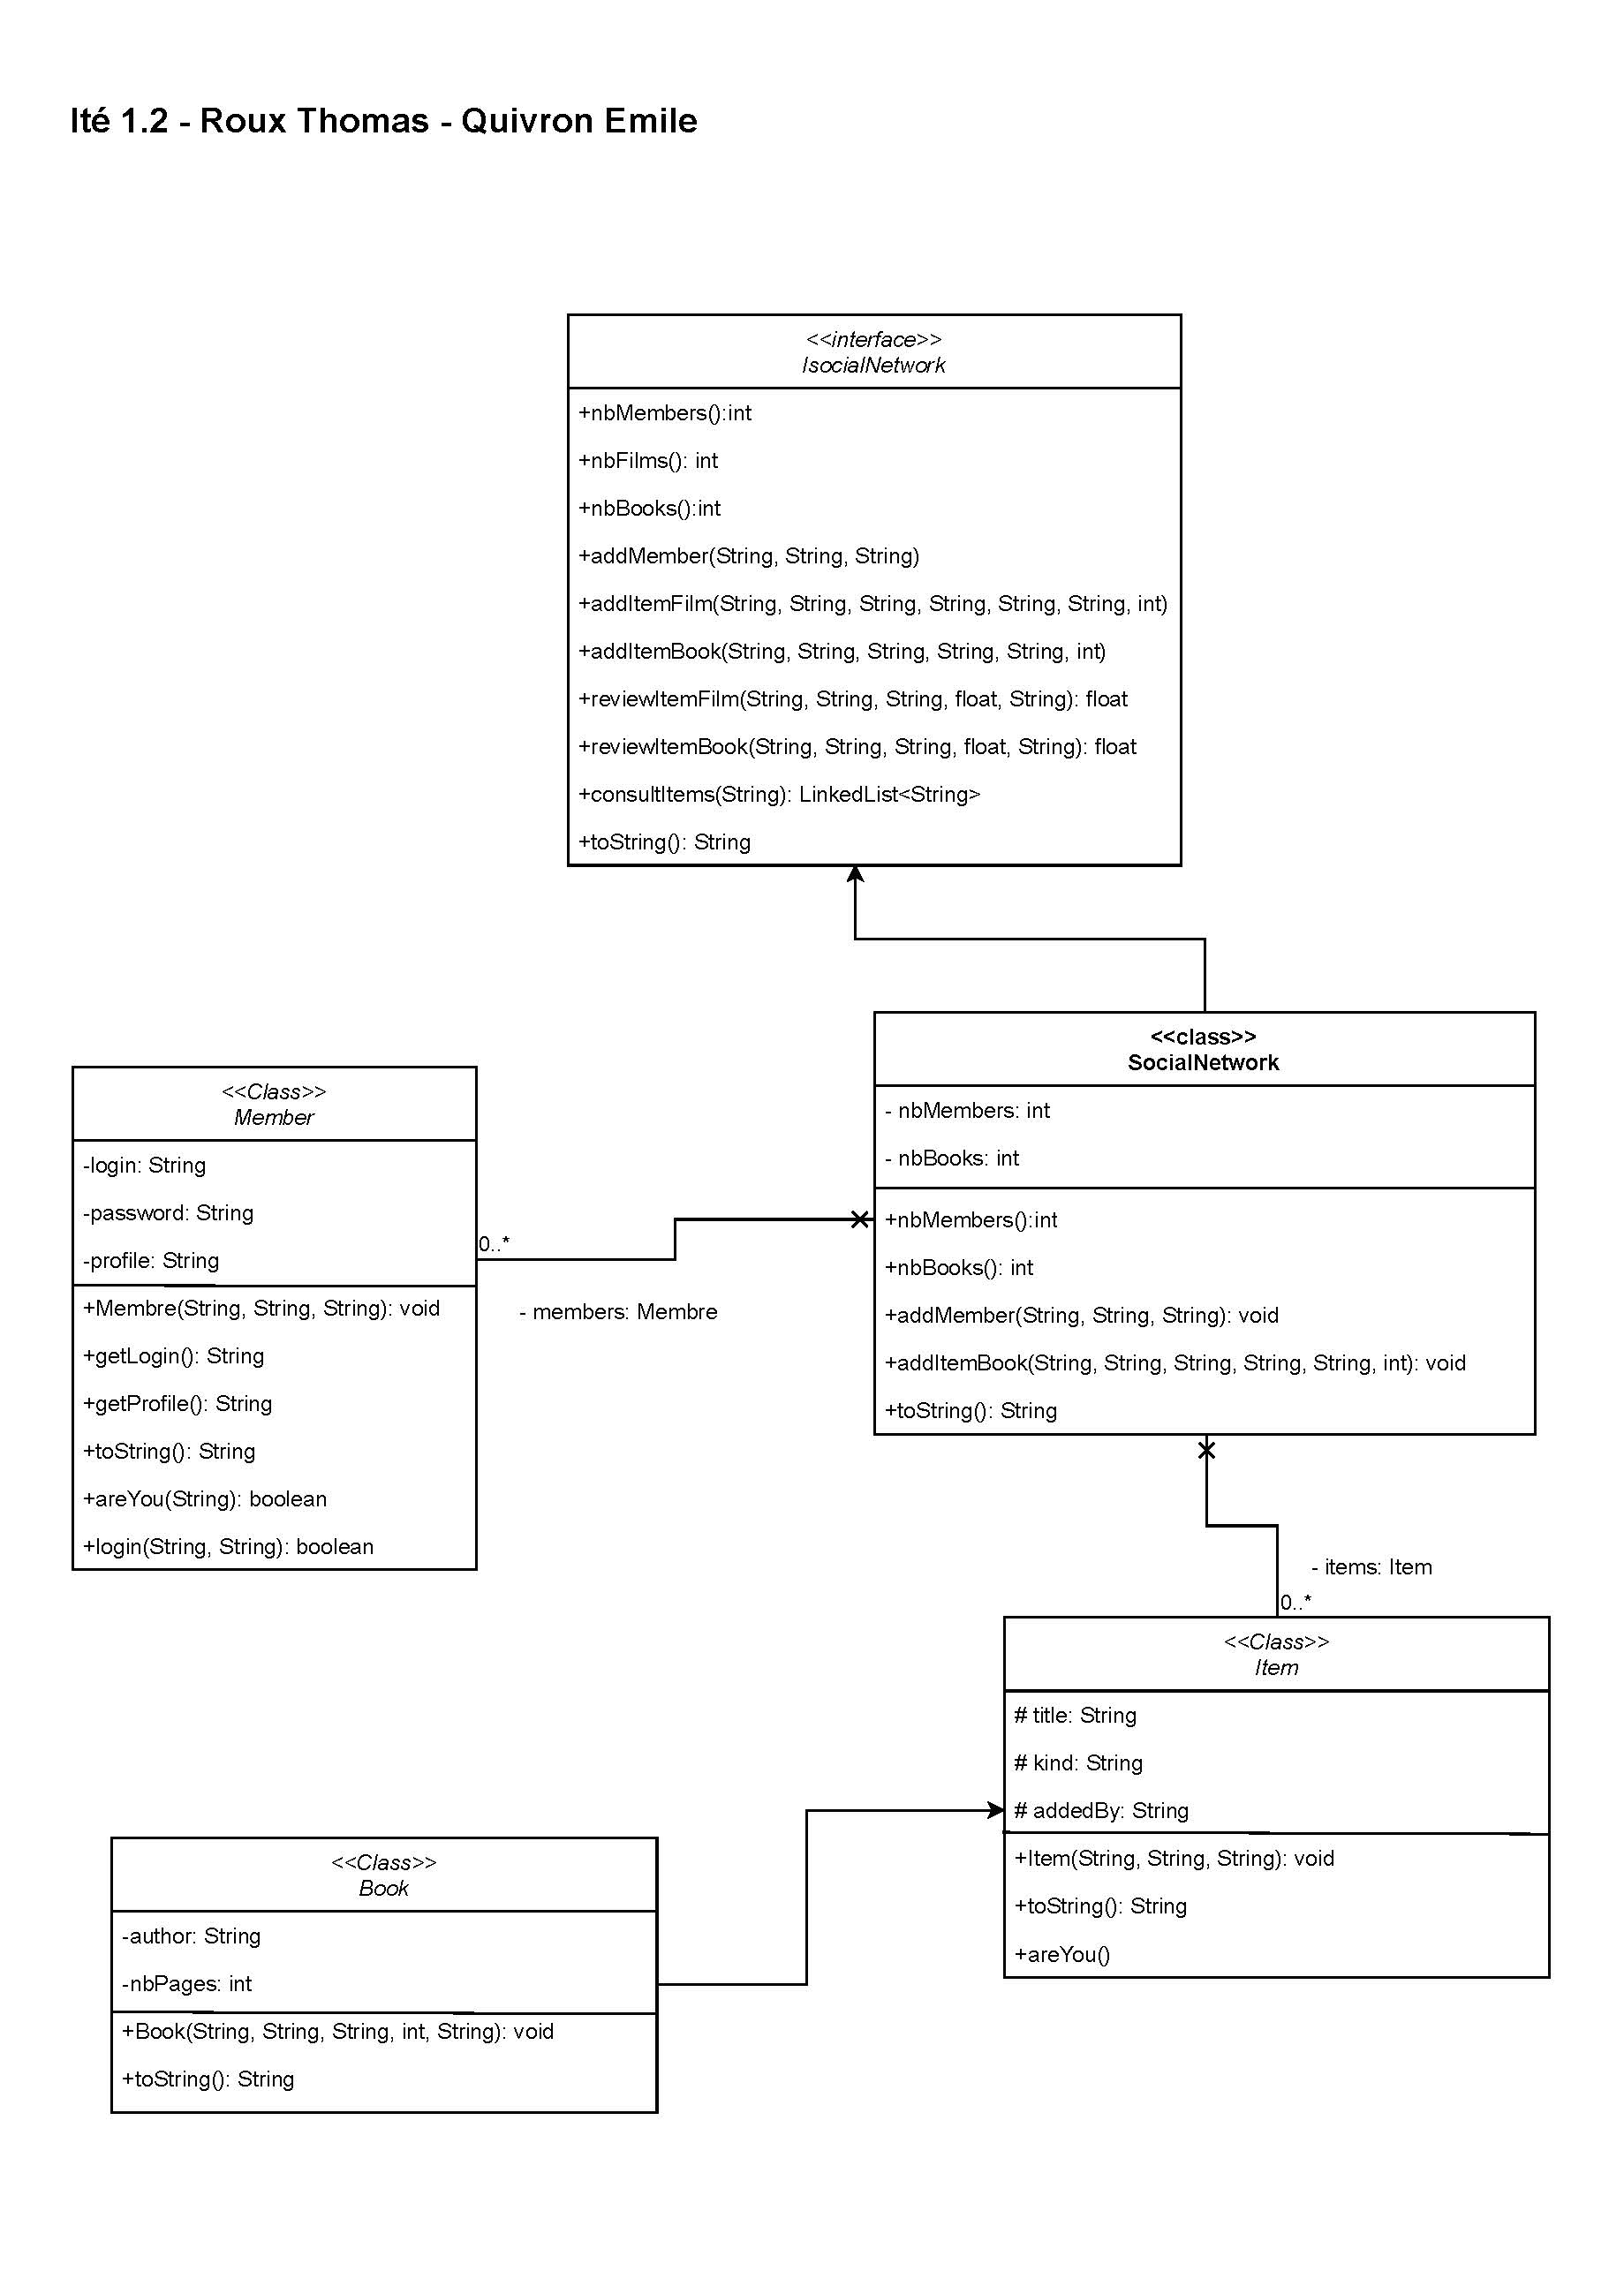 Ité 1.2 - Roux Thomas - Quivron Emile
<<interface>>
IsocialNetwork
+nbMembers():int
+nbFilms(): int
+nbBooks():int
+addMember(String, String, String)
+addItemFilm(String, String, String, String, String, String, int)
+addItemBook(String, String, String, String, String, int)
+reviewItemFilm(String, String, String, float, String): float
+reviewItemBook(String, String, String, float, String): float
+consultItems(String): LinkedList<String>
+toString(): String
<<class>>
SocialNetwork
- nbMembers: int
- nbBooks: int
+nbMembers():int
+nbBooks(): int
+addMember(String, String, String): void
+addItemBook(String, String, String, String, String, int): void
+toString(): String
<<Class>>
Member
-login: String
-password: String
-profile: String
+Membre(String, String, String): void
+getLogin(): String
+getProfile(): String
+toString(): String
+areYou(String): boolean
+login(String, String): boolean
0..*
- members: Membre
- items: Item
0..*
<<Class>>
Item
# title: String
# kind: String
# addedBy: String
+Item(String, String, String): void
+toString(): String
+areYou()
<<Class>>
Book
-author: String
-nbPages: int
+Book(String, String, String, int, String): void
+toString(): String